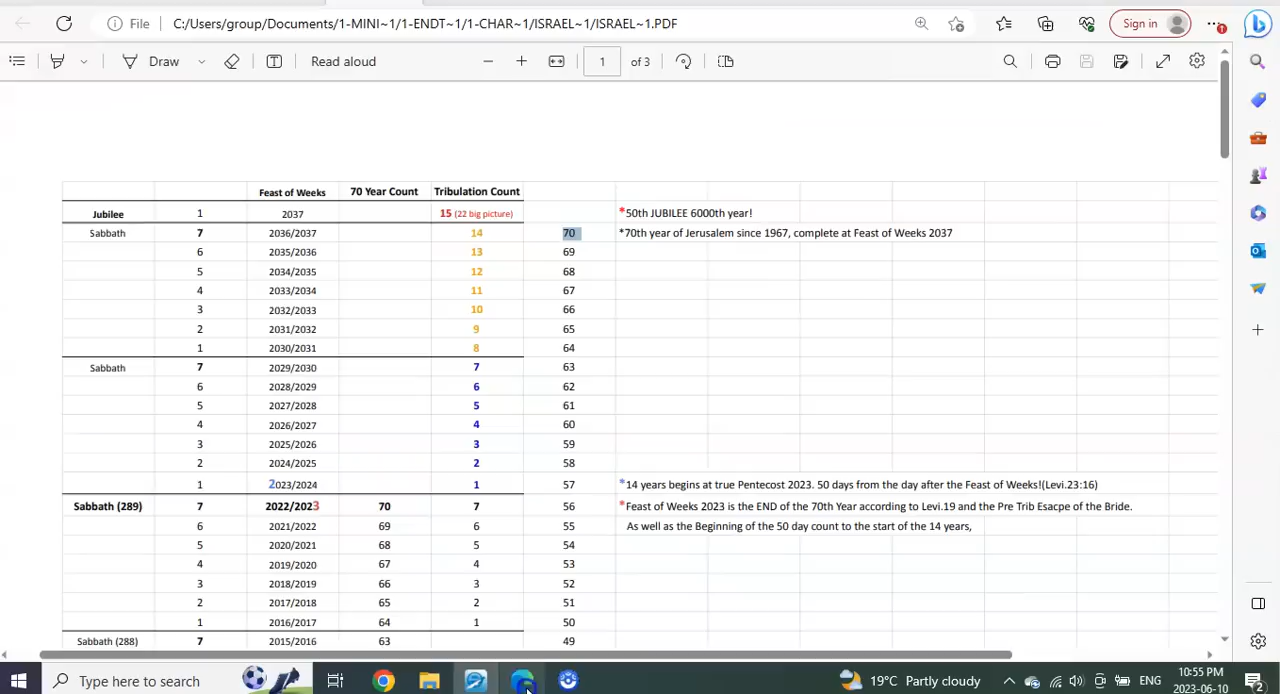 File C:/Users/group/Documents/1-MINI~1/1-ENDT~1/1-CHAR~1/ISRAEL~1/ISRAEL~1.PDF Sign in
Draw Read aloud 1 of 3
Feast of Weeks 70 Year Count Tribulation Count
Jubilee 1 2037 15 (22 big picture) *50th JUBILEE 6000th year!
Sabbath 7 2036/2037 14 70 *70th year of Jerusalem since 1967, complete at Feast of Weeks 2037
6 2035/2036 13 69
5 2034/2035 12 68
4 2033/2034 11 67
3 2032/2033 10 66
2 2031/2032 9 65
1 2030/2031 8 64
Sabbath 7 2029/2030 7 63
6 2028/2029 6 62
5 2027/2028 5 61
4 2026/2027 4 60
3 2025/2026 3 59
2 2024/2025 2 58
1 2023/2024 1 57 *14 years begins at true Pentecost 2023. 50 days from the day after the Feast of Weeks!(Levi.23:16)
Sabbath (289) 7 2022/2023 70 7 56 *Feast of Weeks 2023 is the END of the 70th Year according to Levi.19 and the Pre Trib Esacpe of the Bride.
6 2021/2022 69 6 55 As well as the Beginning of the 50 day count to the start of the 14 years,
5 2020/2021 68 5 54
4 2019/2020 67 4 53
3 2018/2019 66 3 52
2 2017/2018 65 2 51
1 2016/2017 64 1 50
Sabbath (288) 7 2015/2016 63 49
Type here to search 19°C Partly cloudy ENG 10:55 PM
2023-06-10 2